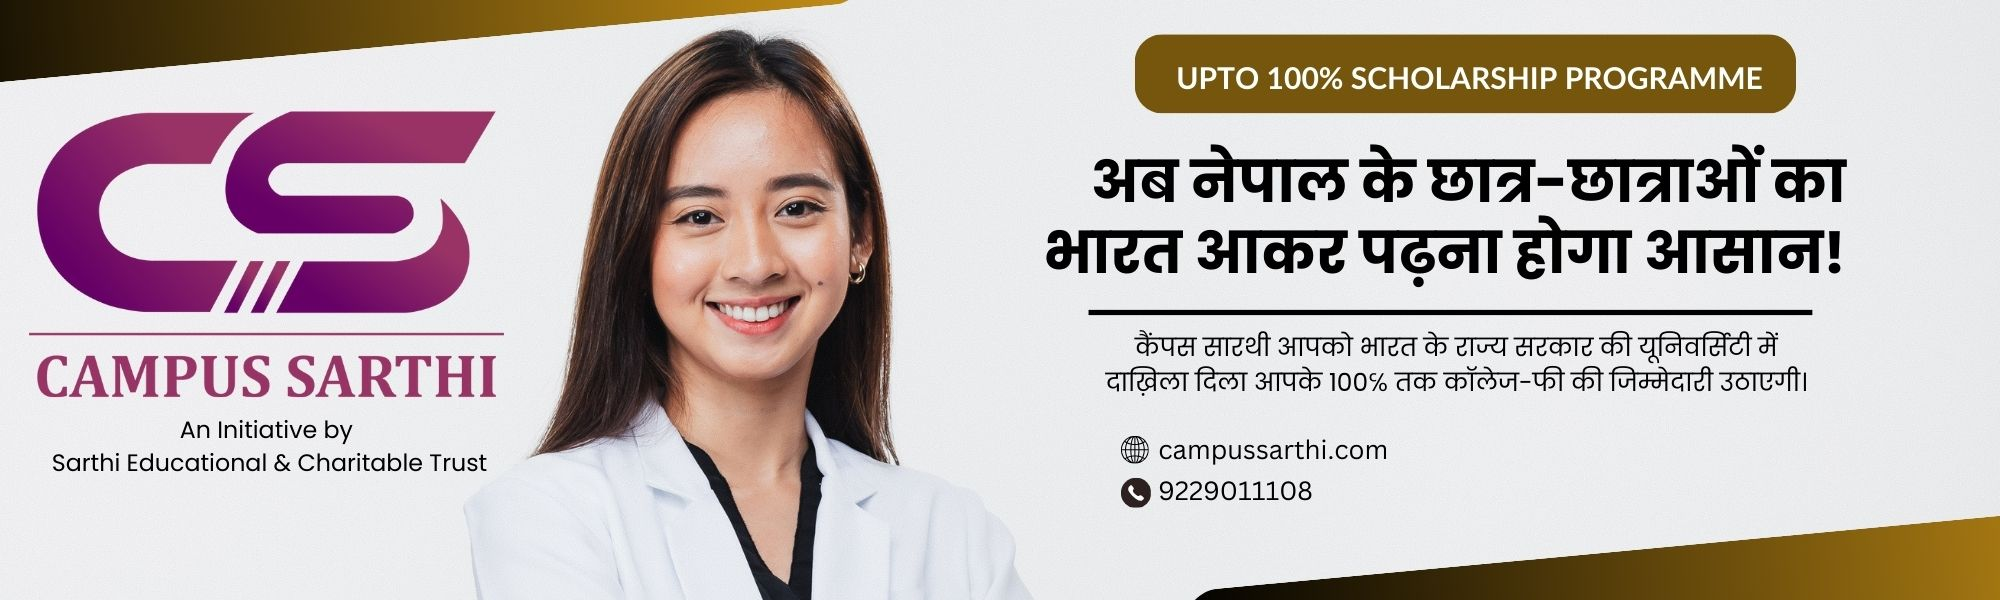 CS
CAMPUS SARTHI
An Initiative by
Sarthi Educational & Charitable Trust
UPTO 100% SCHOLARSHIP PROGRAMME
अब नेपाल के छात्र-छात्राओं का
भारत आकर पढ़ना होगा आसान!
कैंपस सारथी आपको भारत के राज्य सरकार की यूनिवर्सिटी में
दाख़िला दिला आपके 100% तक कॉलेज-फी की जिम्मेदारी उठाएगी।
campussarthi.com
9229011108